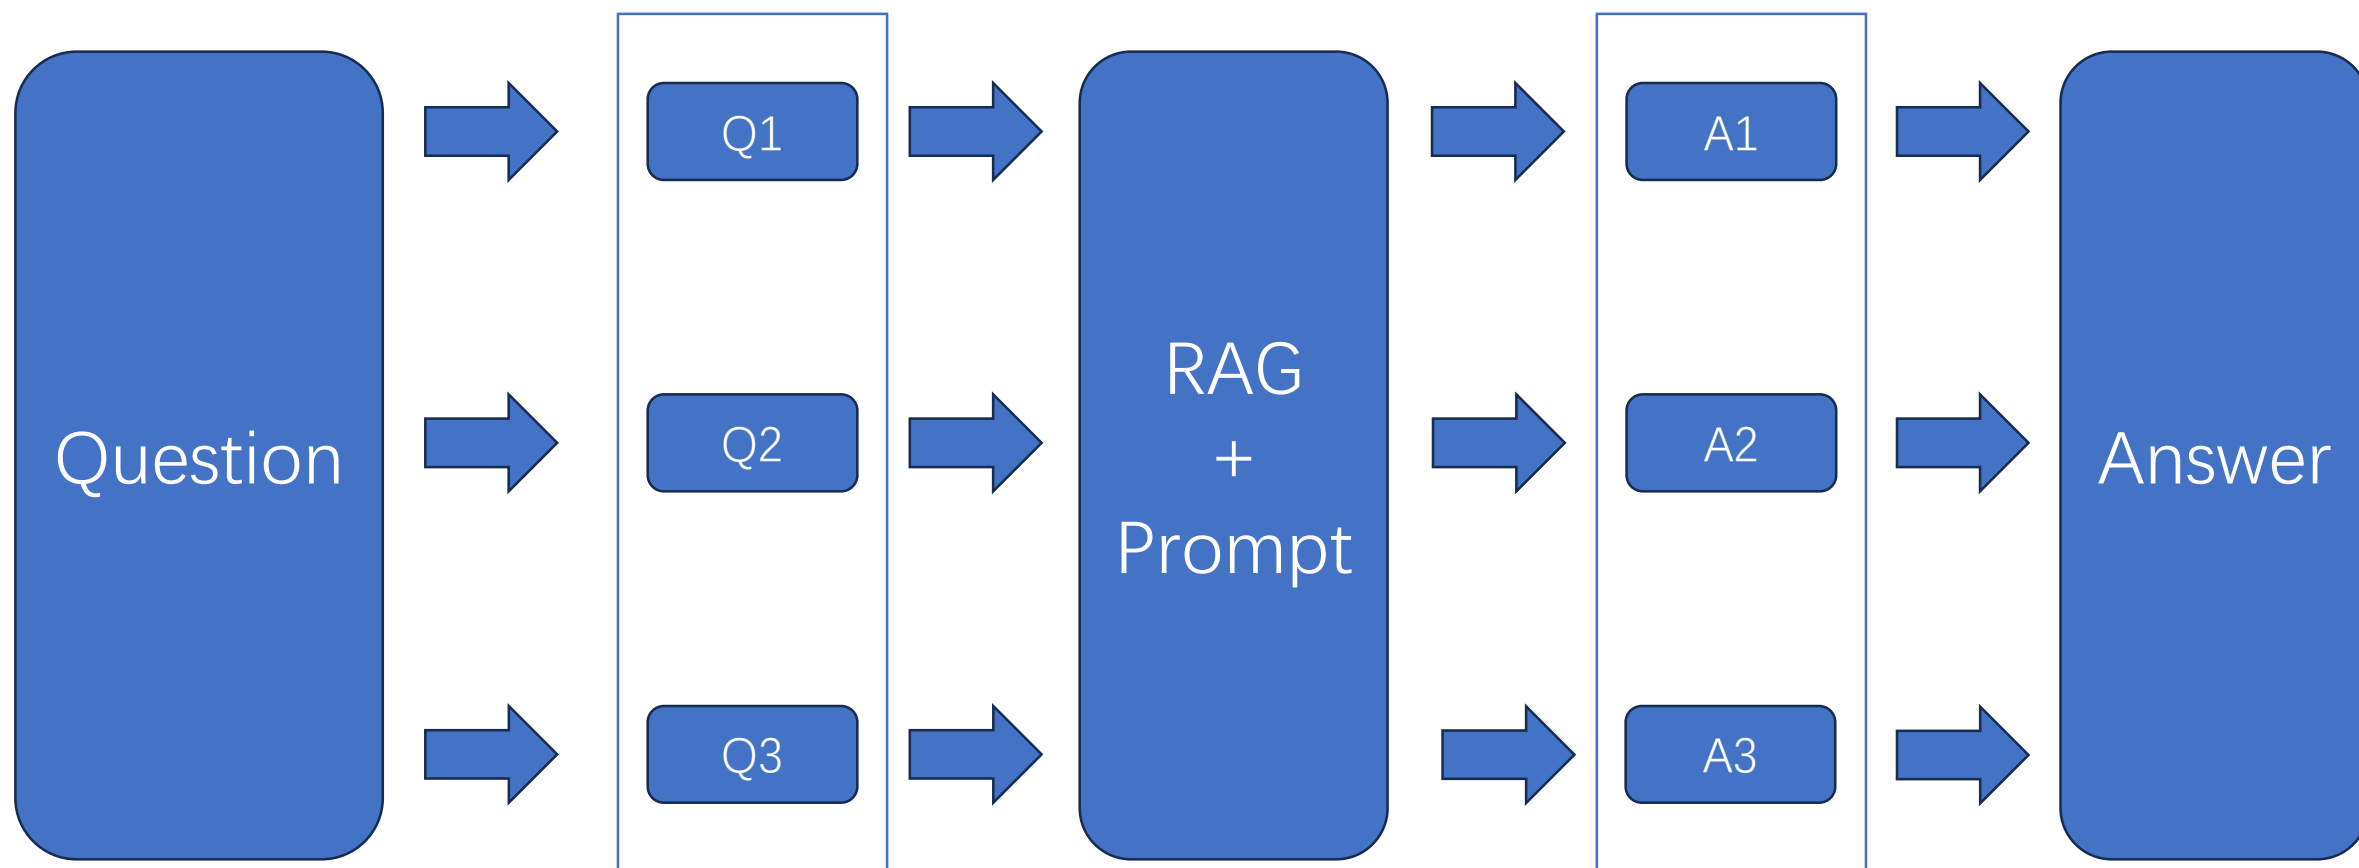 Question
Q1
Q2
Q3
RAG
+
Prompt
A1
A2
A3
Answer